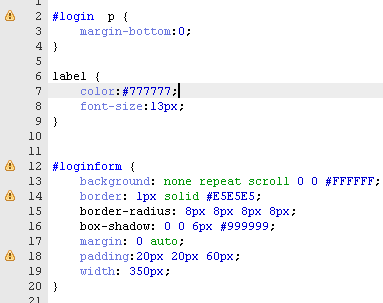 1
2 #login  p {
3     margin-bottom:0;
4 }
5
6 label {
7     color:#777777;
8     font-size:13px;
9 }
10
11
12 #loginform {
13     background: none repeat scroll 0 0 #FFFFFF;
14     border: 1px solid #E5E5E5;
15     border-radius: 8px 8px 8px 8px;
16     box-shadow: 0 0 6px #999999;
17     margin: 0 auto;
18     padding:20px 20px 60px;
19     width: 350px;
20 }